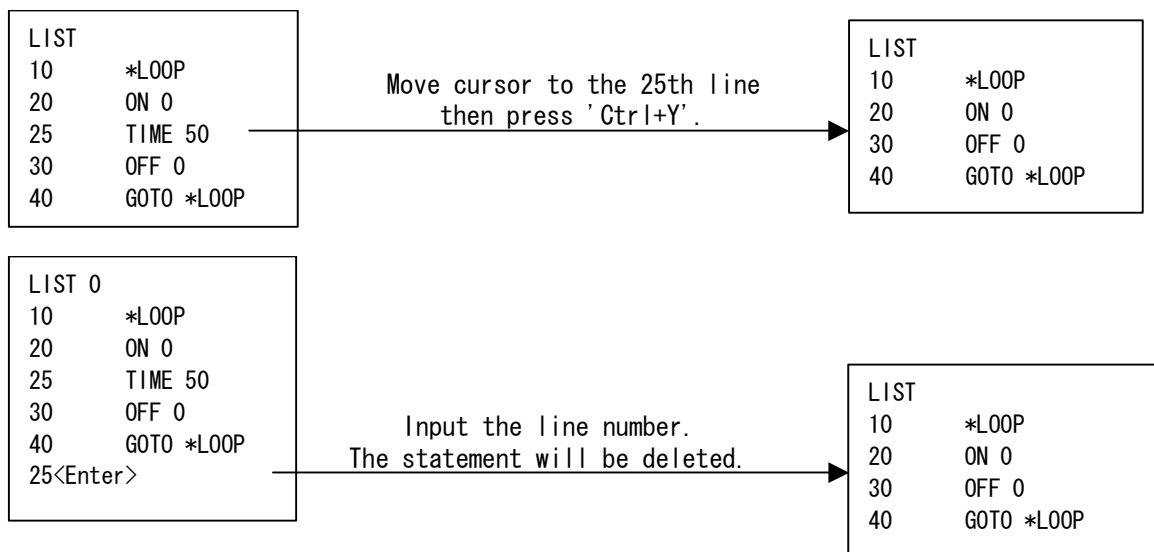 LIST
10 *LOOP
20 ON 0
25 TIME 50
30 OFF 0
40 GOTO *LOOP
Move cursor to the 25th line
then press 'Ctrl+Y'.
LIST
10 *LOOP
20 ON 0
30 OFF 0
40 GOTO *LOOP
LIST 0
10 *LOOP
20 ON 0
25 TIME 50
30 OFF 0
40 GOTO *LOOP
25<Enter>
Input the line number.
The statement will be deleted.
LIST
10 *LOOP
20 ON 0
30 OFF 0
40 GOTO *LOOP